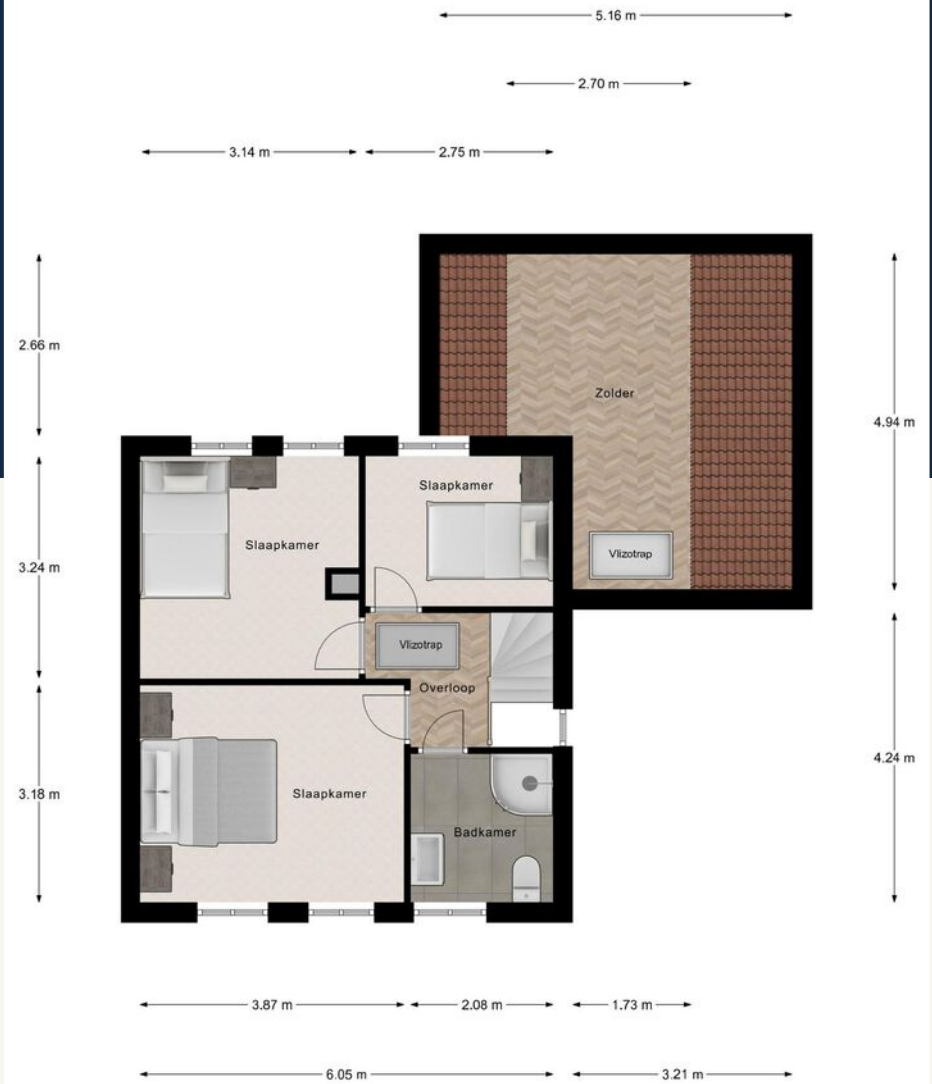 5.16 m
2.70 m
3.14 m
2.75 m
2.66 m
Zolder
4.94 m
Slaapkamer
Slaapkamer
Vlizotrap
3.24 m
Vlizotrap
Overloop
4.24 m
3.18 m
Slaapkamer
Badkamer
3.87 m
2.08 m
1.73 m
6.05 m
3.21 m